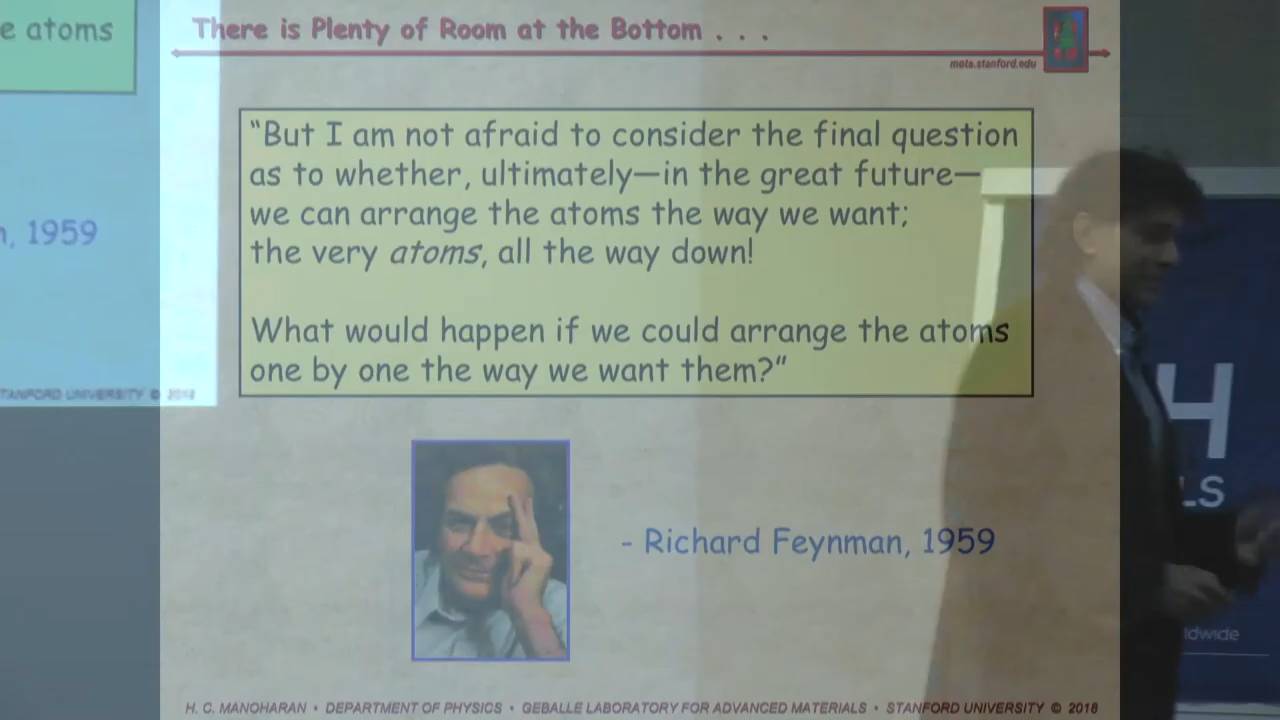 There is Plenty of Room at the Bottom . . .
mota.stanford.edu
e atoms
"But I am not afraid to consider the final question
as to whether, ultimately—in the great future—
we can arrange the atoms the way we want;
the very atoms, all the way down!
What would happen if we could arrange the atoms
one by one the way we want them?"
, 1959
- Richard Feynman, 1959
TANFORD UNIVERSITY © 2018
H
LS
ldwide
H. C. MANOHARAN • DEPARTMENT OF PHYSICS • GEBALLE LABORATORY FOR ADVANCED MATERIALS • STANFORD UNIVERSITY © 2018